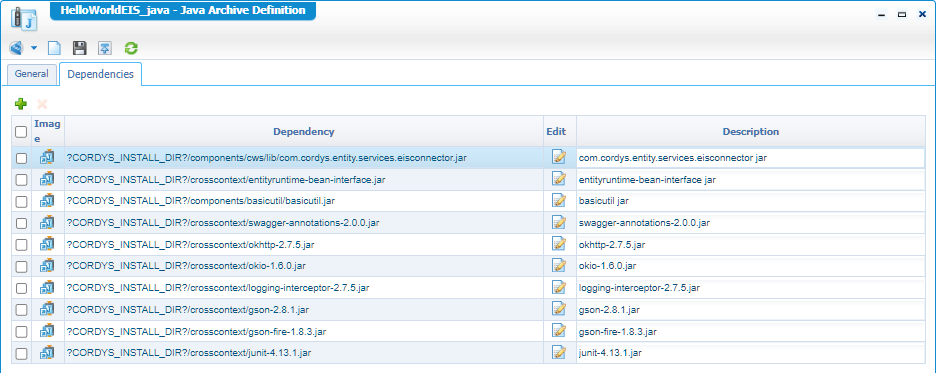 HelloWorldEIS_java - Java Archive Definition
General Dependencies
Image Dependency Edit Description
?CORDYS_INSTALL_DIR?/components/cws/lib/com.cordys.entity.services.eisconnector.jar com.cordys.entity.services.eisconnector jar
?CORDYS_INSTALL_DIR?/crosscontext/entityruntime-bean-interface.jar entityruntime-bean-interface jar
?CORDYS_INSTALL_DIR?/components/basicutil/basicutil.jar basicutil jar
?CORDYS_INSTALL_DIR?/crosscontext/swagger-annotations-2.0.0.jar swagger-annotations-2.0.0.jar
?CORDYS_INSTALL_DIR?/crosscontext/okhttp-2.7.5.jar okhttp-2.7.5.jar
?CORDYS_INSTALL_DIR?/crosscontext/okio-1.6.0.jar okio-1.6.0.jar
?CORDYS_INSTALL_DIR?/crosscontext/logging-interceptor-2.7.5.jar logging-interceptor-2.7.5.jar
?CORDYS_INSTALL_DIR?/crosscontext/gson-2.8.1.jar gson-2.8.1.jar
?CORDYS_INSTALL_DIR?/crosscontext/gson-fire-1.8.3.jar gson-fire-1.8.3.jar
?CORDYS_INSTALL_DIR?/crosscontext/junit-4.13.1.jar junit-4.13.1.jar